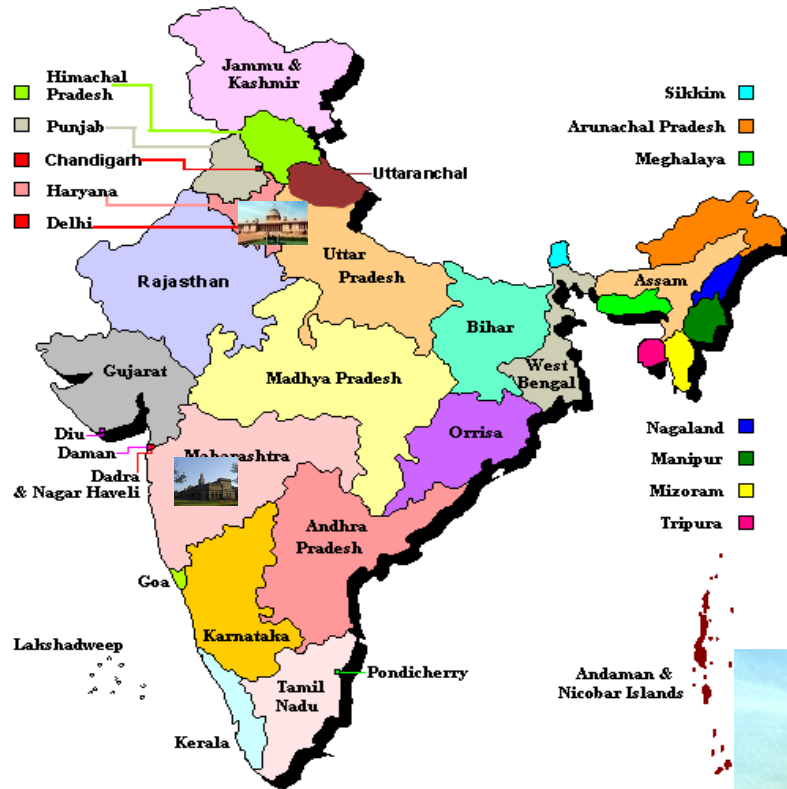 Jammu &
Kashmir
Himachal
Pradesh
Punjab
Chandigarh
Haryana
Delhi
Uttaranchal
Sikkim
Arunachal Pradesh
Meghalaya
Rajasthan
Uttar
Pradesh
Assam
Bihar
Gujarat
Madhya Pradesh
West
Bengal
Diu
Daman
Dadra
& Nagar Haveli
Maharashtra
Orrisa
Nagaland
Manipur
Mizoram
Tripura
Andhra
Pradesh
Goa
Karnataka
Lakshadweep
Pondicherry
Tamil
Nadu
Kerala
Andaman &
Nicobar Islands